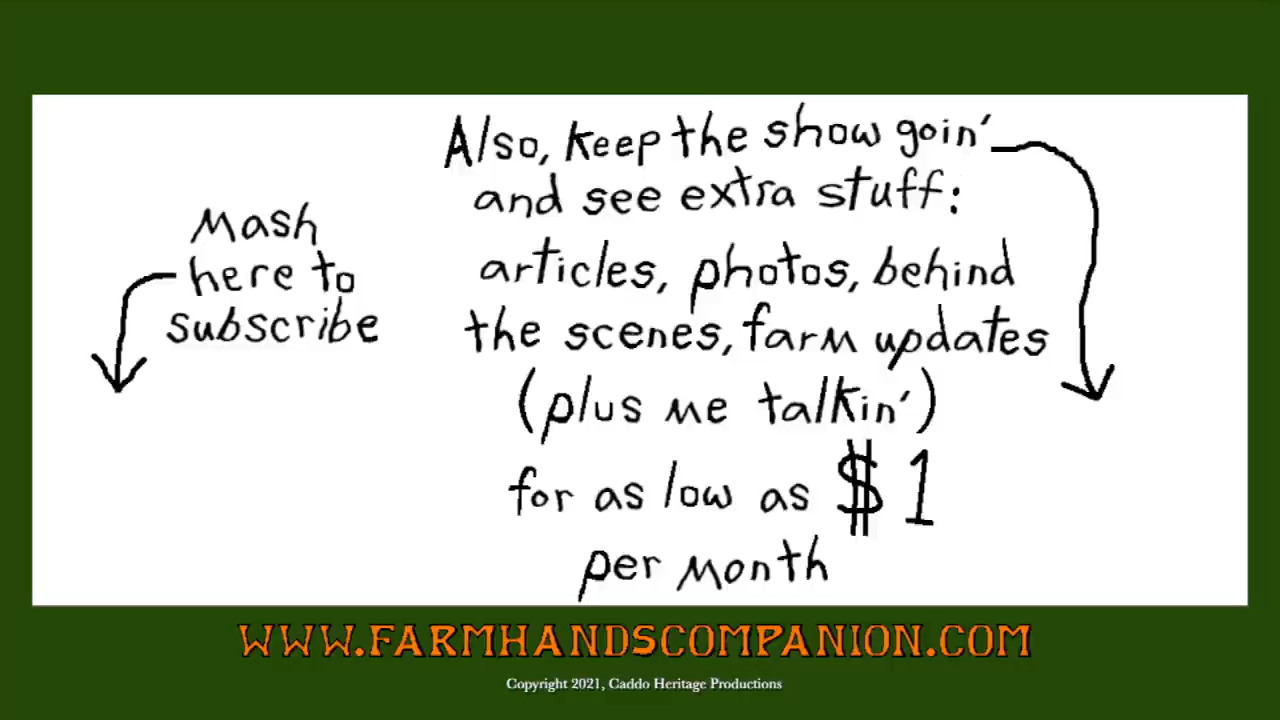 Mash
here to
subscribe
Also, keep the show goin'
and see extra stuff:
articles, photos, behind
the scenes, farm updates
(plus me talkin')
for as low as $1
per month
WWW.FARMHANDSCOMPANION.COM
Copyright 2021, Caddo Heritage Productions